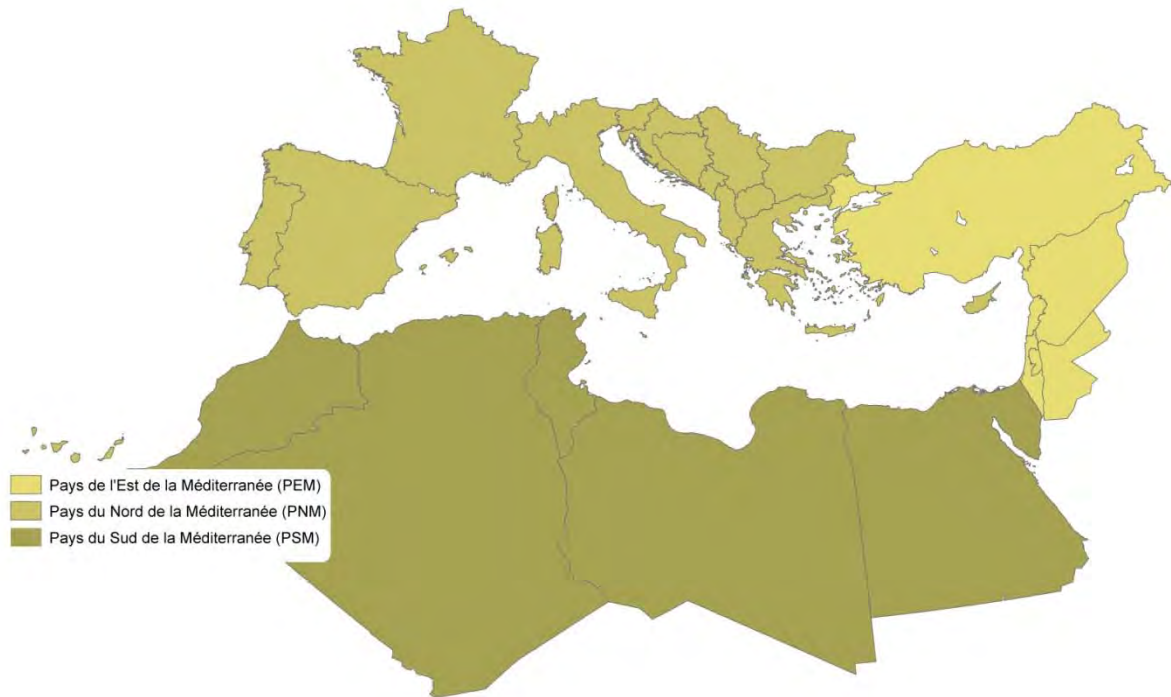 Pays de l'Est de la Méditerranée (PEM)
Pays du Nord de la Méditerranée (PNM)
Pays du Sud de la Méditerranée (PSM)